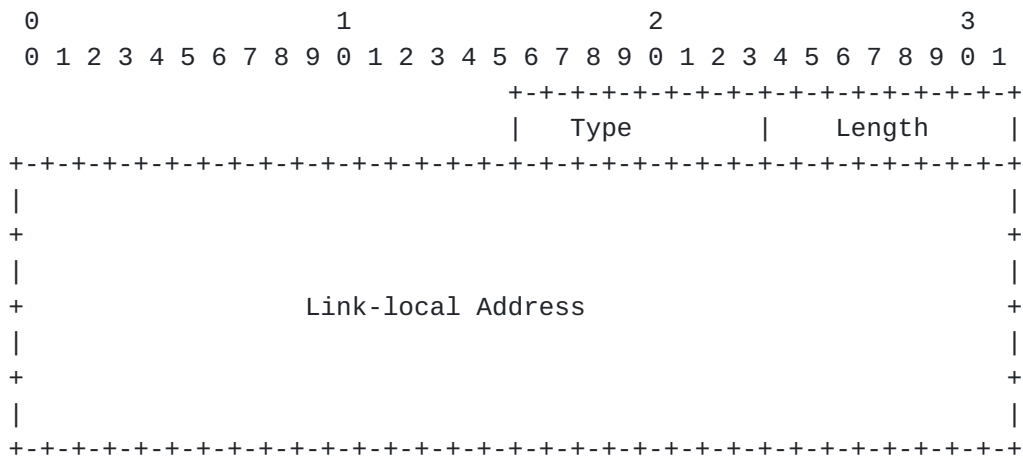 0                   1                   2                   3
 0 1 2 3 4 5 6 7 8 9 0 1 2 3 4 5 6 7 8 9 0 1 2 3 4 5 6 7 8 9 0 1
                                +-+-+-+-+-+-+-+-+-+-+-+-+-+-+-+-+
                                |   Type        |    Length     |
+-+-+-+-+-+-+-+-+-+-+-+-+-+-+-+-+-+-+-+-+-+-+-+-+-+-+-+-+-+-+-+-+
|                                                               |
+                                                               +
|                                                               |
+                  Link-local Address                           +
|                                                               |
+                                                               +
|                                                               |
+-+-+-+-+-+-+-+-+-+-+-+-+-+-+-+-+-+-+-+-+-+-+-+-+-+-+-+-+-+-+-+-+